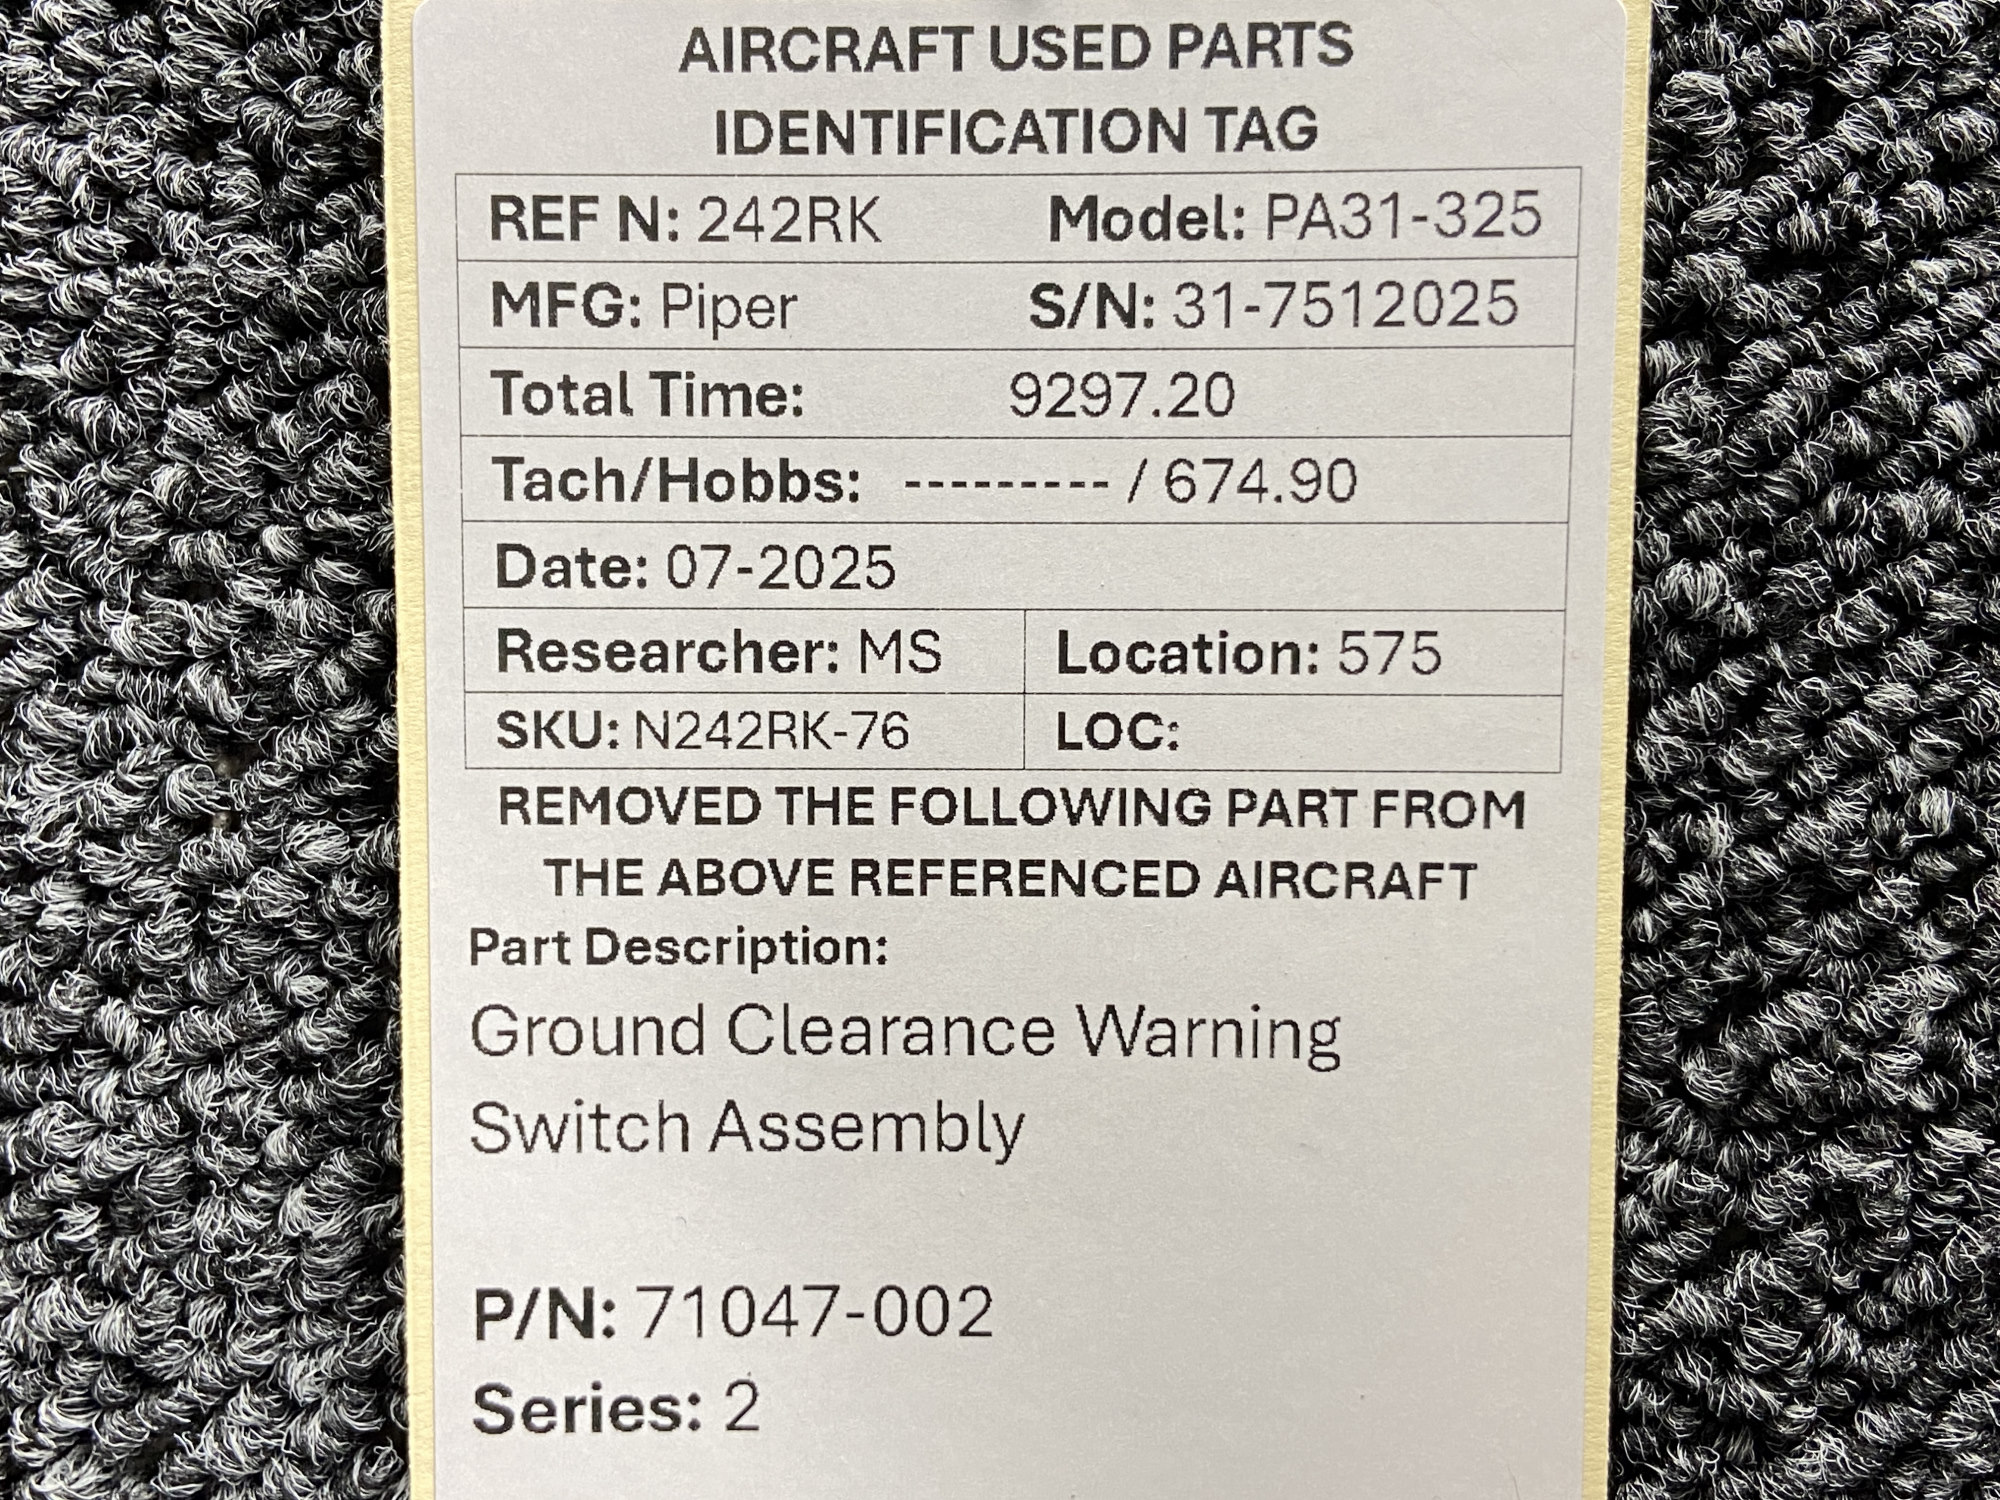 AIRCRAFT USED PARTS
IDENTIFICATION TAG
REF N: 242RK Model: PA31-325
MFG: Piper S/N: 31-7512025
Total Time: 9297.20
Tach/Hobbs: --------- / 674.90
Date: 07-2025
Researcher: MS Location: 575
SKU: N242RK-76 LOC:
REMOVED THE FOLLOWING PART FROM
THE ABOVE REFERENCED AIRCRAFT
Part Description:
Ground Clearance Warning
Switch Assembly
P/N: 71047-002
Series: 2